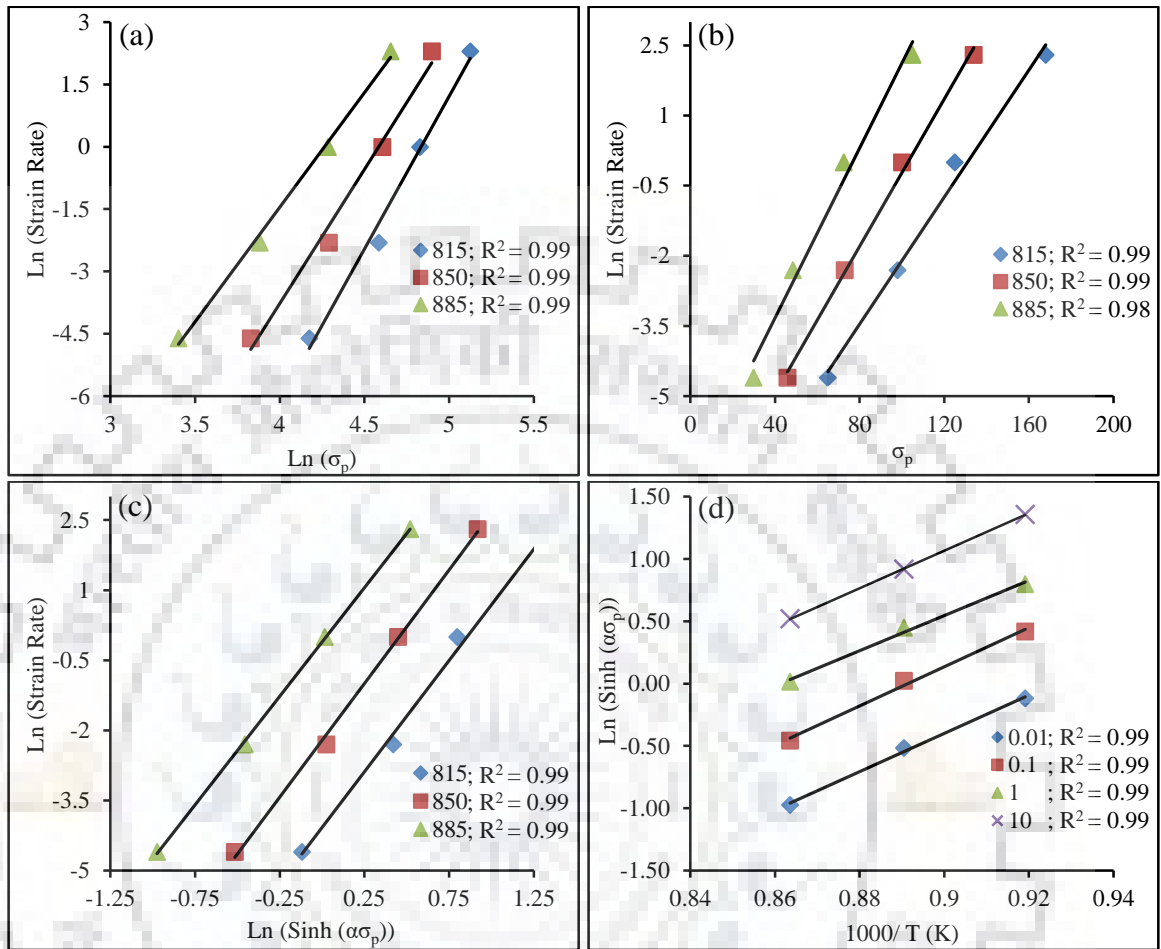 (a)
3
1.5
0
-1.5
-3
-4.5
-6
Ln (Strain Rate)
815; R² = 0.99
850; R² = 0.99
885; R² = 0.99
3 3.5 4 4.5 5 5.5
Ln (σp)
(b)
2.5
1
-0.5
-2
-3.5
-5
Ln (Strain Rate)
815; R² = 0.99
850; R² = 0.99
885; R² = 0.98
0 40 80 120 160 200
σp
(c)
2.5
1
-0.5
-2
-3.5
-5
Ln (Strain Rate)
815; R² = 0.99
850; R² = 0.99
885; R² = 0.99
-1.25 -0.75 -0.25 0.25 0.75 1.25
Ln (Sinh (ασp))
(d)
1.50
1.00
0.50
0.00
-0.50
-1.00
-1.50
Ln (Sinh (ασp))
0.01; R² = 0.99
0.1 ; R² = 0.99
1 ; R² = 0.99
10 ; R² = 0.99
0.84 0.86 0.88 0.9 0.92 0.94
1000/ T (K)